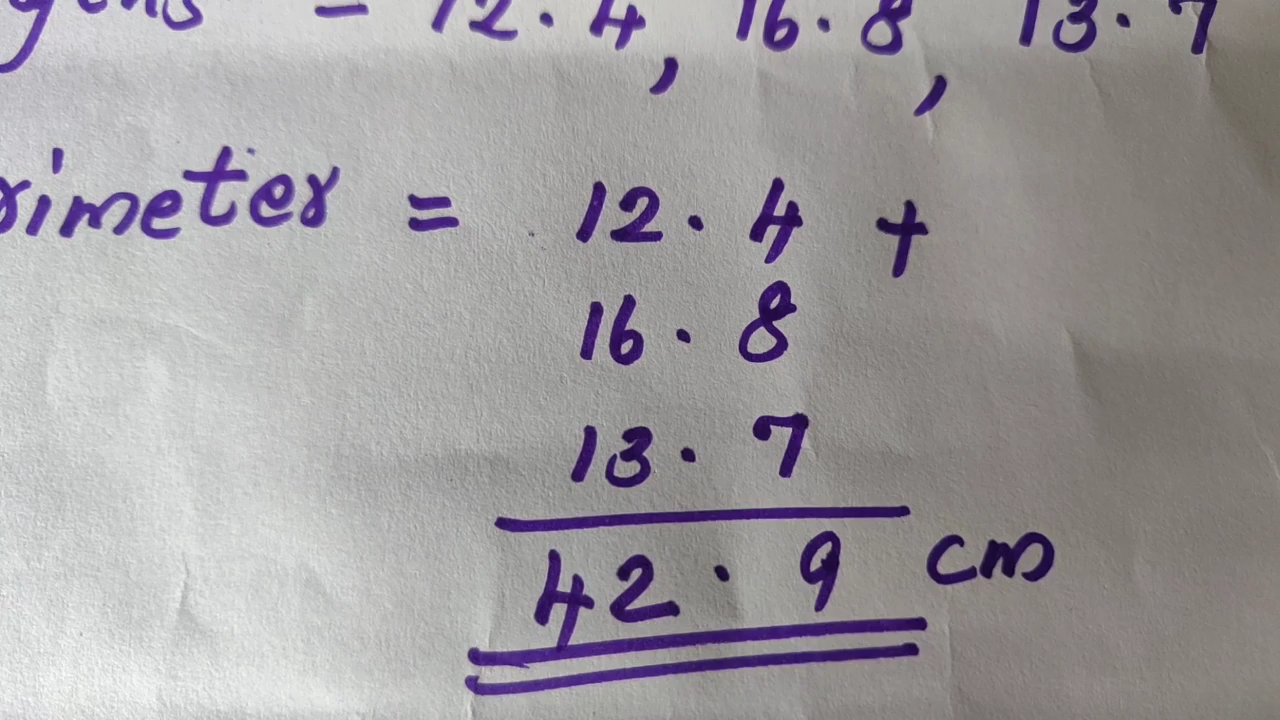 = 12.4, 16.8, 13.7
rimeter = 12.4 +
16.8
13.7
42.9 cm